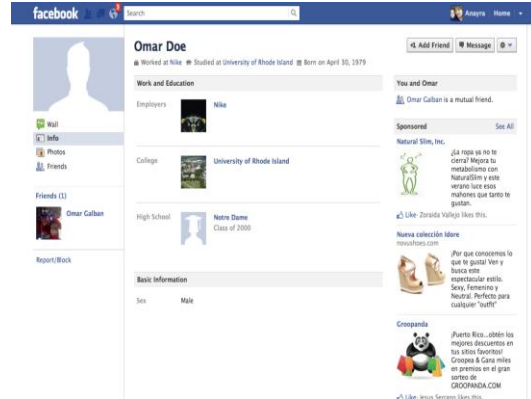 facebook
3
Search
Anayra Home
Omar Doe
Worked at Nike Studied at University of Rhode Island Born on April 30, 1979
Add Friend
Message
Wall
Info
Photos
Friends
Friends (1)
Omar Galban
Report/Block
Work and Education
Employers
Nike
College
University of Rhode Island
High School
Notre Dame
Class of 2000
Basic Information
Sex Male
You and Omar
Omar Galban is a mutual friend.
Sponsored See All
Natural Slim, Inc.
¿La ropa ya no te
cierra? Mejora tu
metabolismo con
NaturalSlim y este
verano luce esos
mahones que tanto te
gustan.
Like · Zoraida Vallejo likes this.
Nueva colección Idore
novushoes.com
¡Por que conocemos lo
que te gusta! Ven y
busca este
espectacular estilo.
Sexy, Femenino y
Neutral. Perfecto para
cualquier "outfit"
Groopanda
¡Puerto Rico...obtén los
mejores descuentos en
tus sitios favoritos!
Groopea & Gana miles
en premios en el gran
sorteo de
GROOPANDA.COM
Like · Jesus Serrano likes this.